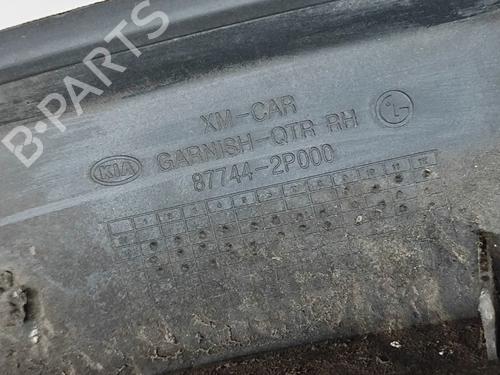 B-PARTS
XM-CAR
KIA GARNISH-QTR RH L
87744-2P000